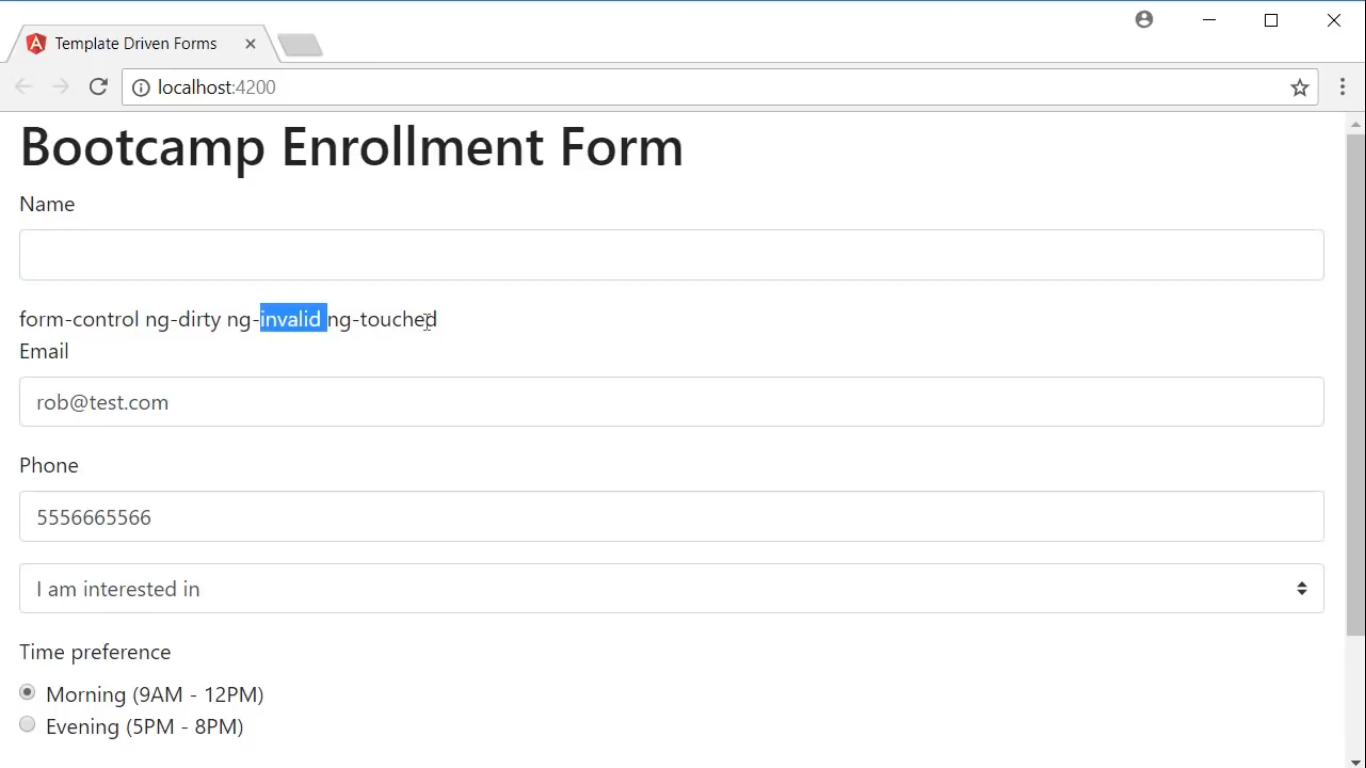 Template Driven Forms
localhost:4200
Bootcamp Enrollment Form
Name
form-control ng-dirty ng-invalid ng-touched
Email
rob@test.com
Phone
5556665566
I am interested in
Time preference
Morning (9AM - 12PM)
Evening (5PM - 8PM)